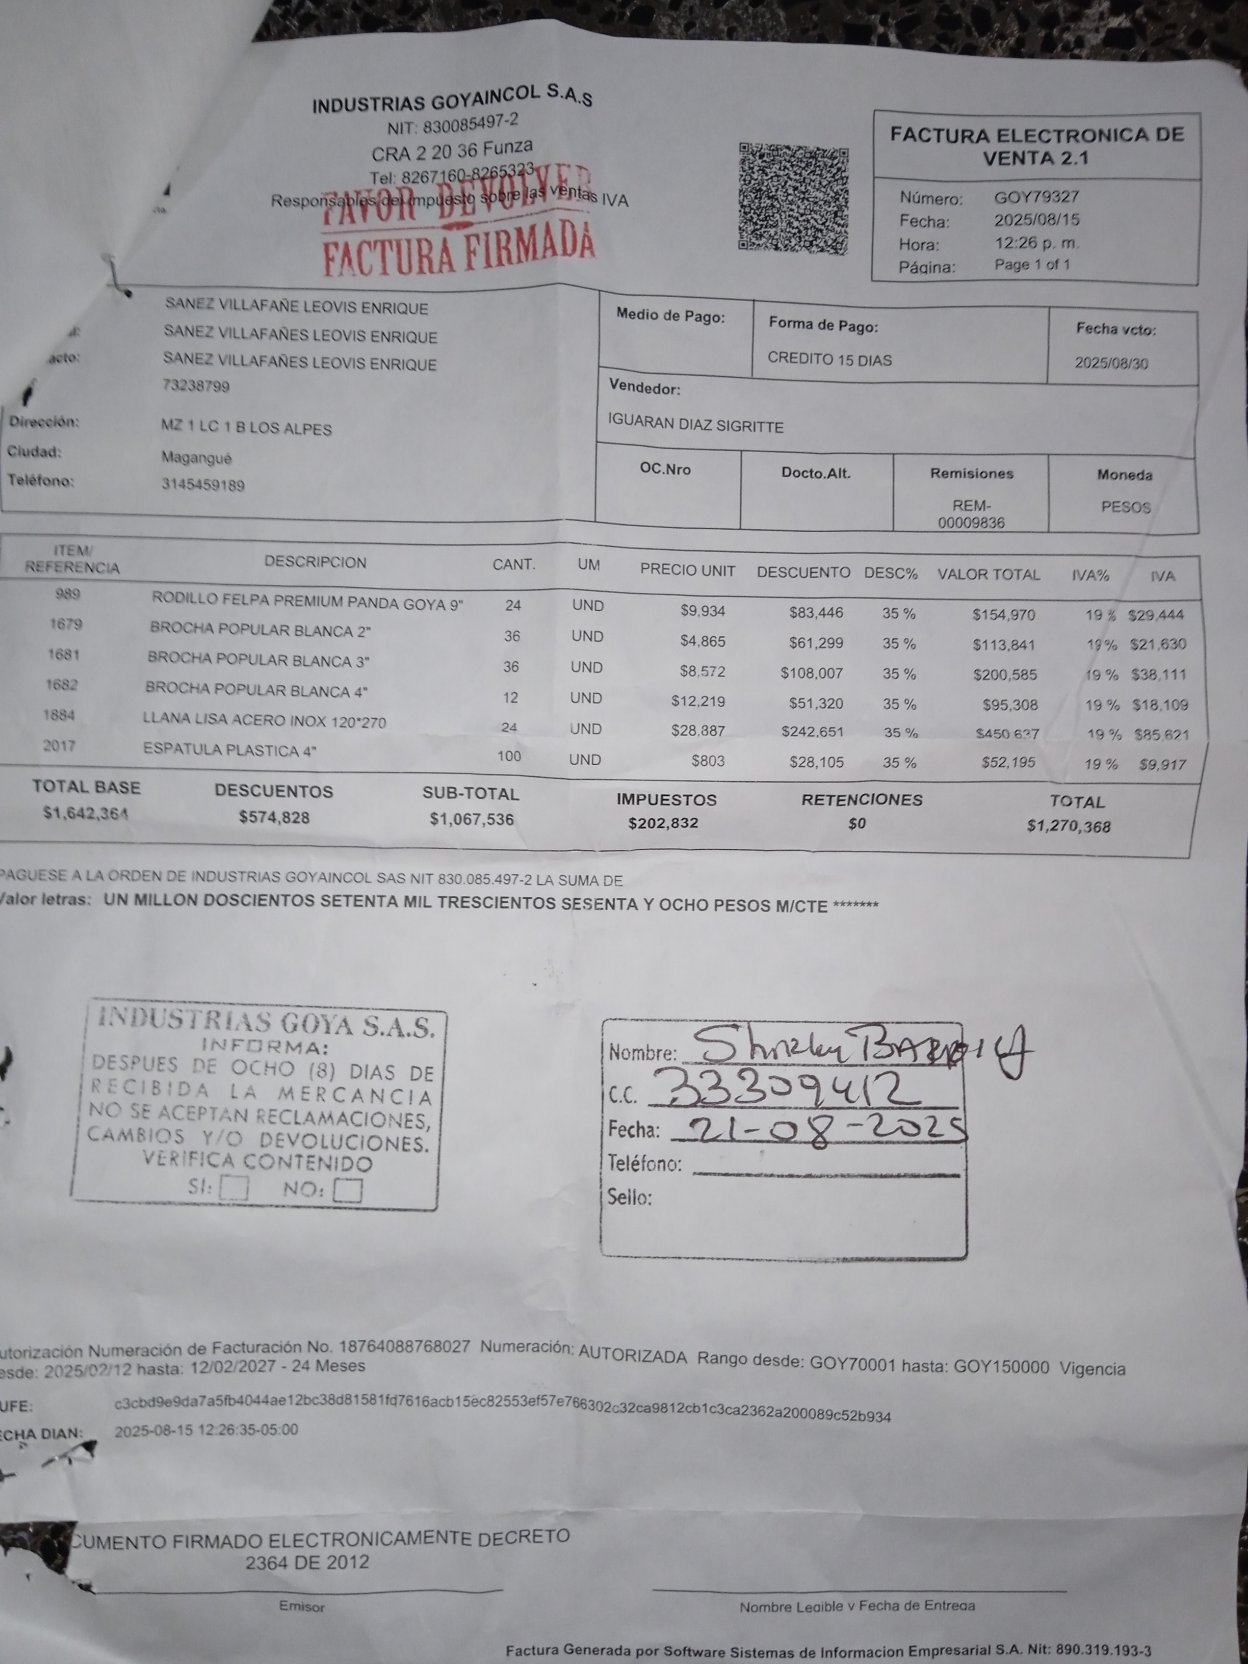 INDUSTRIAS GOYAINCOL S.A.S
NIT: 830085497-2
CRA 2 20 36 Funza
Tel: 8267160-8265323
Responsables del impuesto sobre las ventas IVA
FAVOR DEVOLVER
FACTURA FIRMADA
FACTURA ELECTRONICA DE
VENTA 2.1
Número: GOY79327
Fecha: 2025/08/15
Hora: 12:26 p. m.
Página: Page 1 of 1
SANEZ VILLAFAÑE LEOVIS ENRIQUE
SANEZ VILLAFAÑES LEOVIS ENRIQUE
acto: SANEZ VILLAFAÑES LEOVIS ENRIQUE
73238799
Dirección: MZ 1 LC 1 B LOS ALPES
Ciudad: Magangué
Teléfono: 3145459189
Medio de Pago: Forma de Pago: Fecha vcto:
CREDITO 15 DIAS 2025/08/30
Vendedor:
IGUARAN DIAZ SIGRITTE
OC.Nro Docto.Alt. Remisiones Moneda
REM-00009836 PESOS
ITEM/REFERENCIA DESCRIPCION CANT. UM PRECIO UNIT DESCUENTO DESC% VALOR TOTAL IVA% IVA
989 RODILLO FELPA PREMIUM PANDA GOYA 9" 24 UND $9,934 $83,446 35 % $154,970 19 % $29,444
1679 BROCHA POPULAR BLANCA 2" 36 UND $4,865 $61,299 35 % $113,841 19 % $21,630
1681 BROCHA POPULAR BLANCA 3" 36 UND $8,572 $108,007 35 % $200,585 19 % $38,111
1682 BROCHA POPULAR BLANCA 4" 12 UND $12,219 $51,320 35 % $95,308 19 % $18,109
1884 LLANA LISA ACERO INOX 120*270 24 UND $28,887 $242,651 35 % $450,637 19 % $85,621
2017 ESPATULA PLASTICA 4" 100 UND $803 $28,105 35 % $52,195 19 % $9,917
TOTAL BASE DESCUENTOS SUB-TOTAL IMPUESTOS RETENCIONES TOTAL
$1,642,364 $574,828 $1,067,536 $202,832 $0 $1,270,368
PAGUESE A LA ORDEN DE INDUSTRIAS GOYAINCOL SAS NIT 830.085.497-2 LA SUMA DE
Valor letras: UN MILLON DOSCIENTOS SETENTA MIL TRESCIENTOS SESENTA Y OCHO PESOS M/CTE *******
INDUSTRIAS GOYA S.A.S.
INFORMA:
DESPUES DE OCHO (8) DIAS DE
RECIBIDA LA MERCANCIA
NO SE ACEPTAN RECLAMACIONES,
CAMBIOS Y/O DEVOLUCIONES.
VERIFICA CONTENIDO
SI: NO:
Nombre:
C.C. 33309412
Fecha: 21-08-2025
Teléfono:
Sello:
utorización Numeración de Facturación No. 18764088768027 Numeración: AUTORIZADA Rango desde: GOY70001 hasta: GOY150000 Vigencia
esde: 2025/02/12 hasta: 12/02/2027 - 24 Meses
UFE: c3cbd9e9da7a5fb4044ae12bc38d81581fd7616acb15ec82553ef57e766302c32ca9812cb1c3ca2362a200089c52b934
ECHA DIAN: 2025-08-15 12:26:35-05:00
CUMENTO FIRMADO ELECTRONICAMENTE DECRETO
2364 DE 2012
Emisor
Nombre Legible y Fecha de Entrega
Factura Generada por Software Sistemas de Informacion Empresarial S.A. Nit: 890.319.193-3